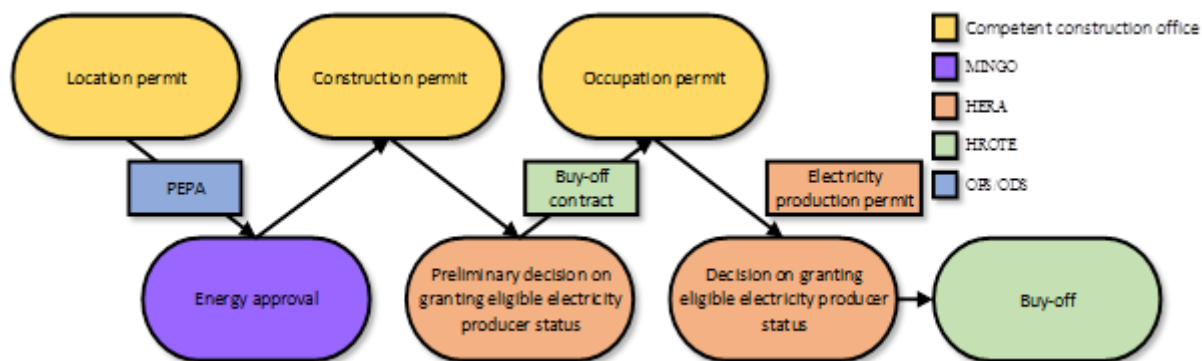 Location permit
Construction permit
Occupation permit
Competent construction office
MINGO
HERA
HROTE
OPS/ODS
PEPA
Buy-off
contract
Electricity
production permit
Energy approval
Preliminary decision on
granting eligible electricity
producer status
Decision on granting
eligible electricity producer
status
Buy-off